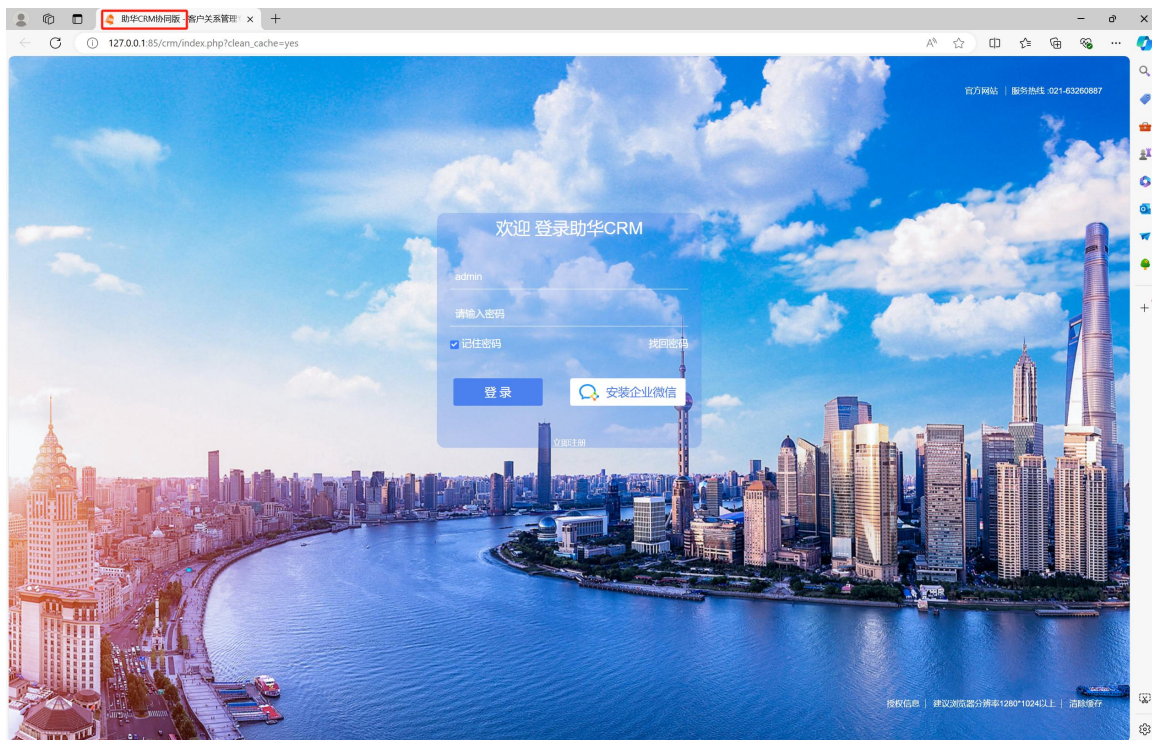 助华CRM协同版 - 客户关系管理
127.0.0.1:85/crm/index.php?clean_cache=yes
官方网站 | 服务热线 :021-63260887
欢迎 登录助华CRM
admin
请输入密码
记住密码 找回密码
登 录 安装企业微信
立即注册
授权信息 | 建议浏览器分辨率1280*1024以上 | 清除缓存